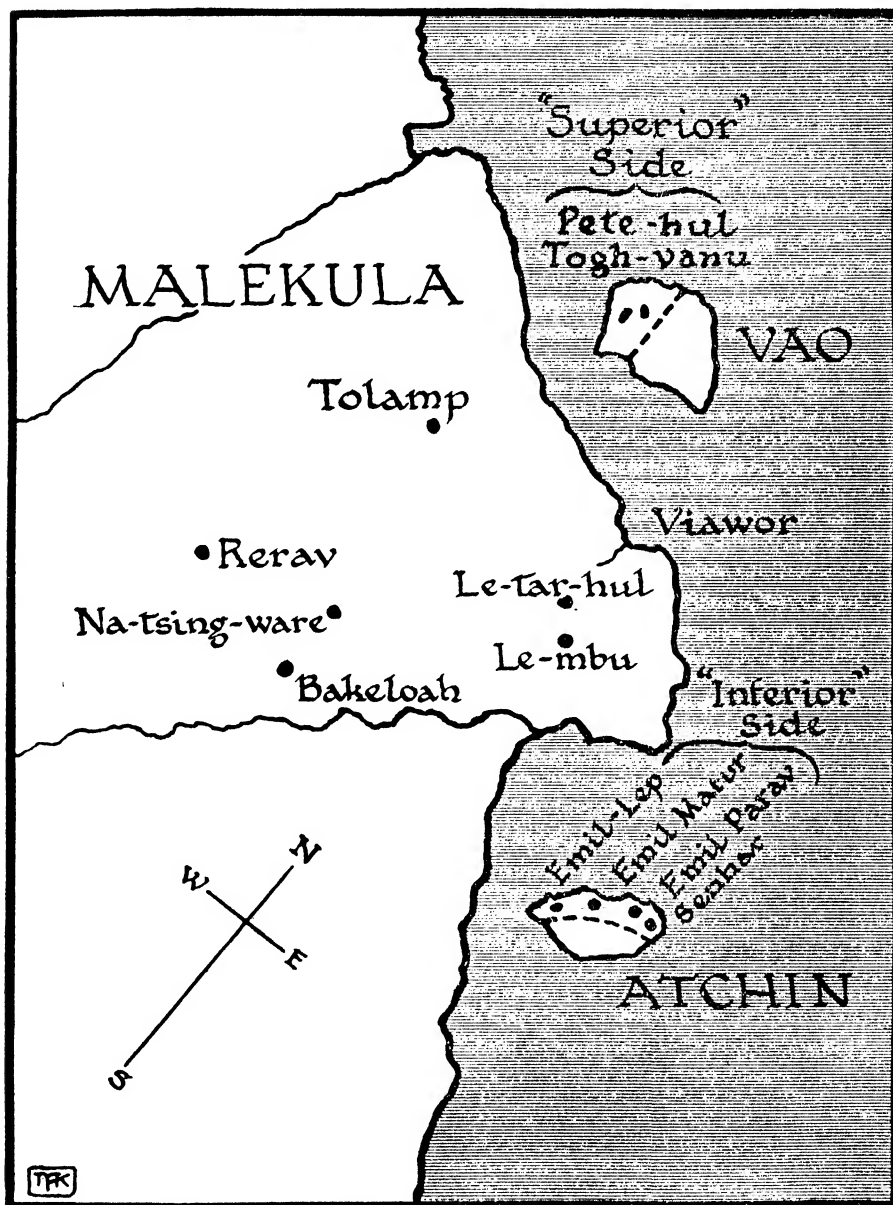 "Superior"
Side
Pete-hul
Togh-vanu
MALEKULA
VAO
Tolamp
Viawor
Rerav
Le-tar-hul
Na-tsing-ware
Le-mbu
Bakeloah
"Inferior"
Side
Emil-Lep
Emil Matur
Emil Parav
Senhar
N
W
E
S
ATCHIN